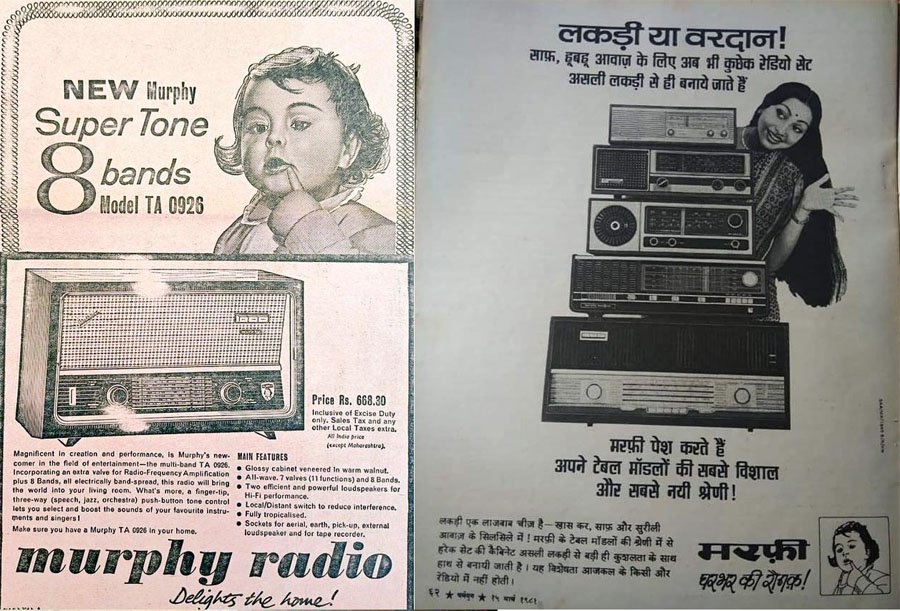 NEW Murphy
Super Tone
8 bands
Model TA 0926
Price Rs. 668.30
Inclusive of Excise Duty
only, Sales Tax and any
other Local Taxes extra.
(All India price
(except Maharashtra).
Magnificent in creation and performance, is Murphy's new-
comer in the field of entertainment—the multi-band TA 0926.
Incorporating an extra valve for Radio-Frequency Amplification
plus 8 Bands, all electrically band-spread, this radio will bring
the world into your living room. What's more, a finger-tip,
three-way (speech, jazz, orchestra) push-button tone control
lets you select and boost the sounds of your favourite instru-
ments and singers!
Make sure you have a Murphy TA 0926 in your home.
MAIN FEATURES
● Glossy cabinet veneered in warm walnut.
● All-wave. 7 valves (11 functions) and 8 Bands.
● Two efficient and powerful loudspeakers for
Hi-Fi performance.
● Local/Distant switch to reduce interference.
● Fully tropicalised.
● Sockets for aerial, earth, pick-up, external
loudspeaker and for tape recorder.
murphy radio
Delights the home!
लकड़ी या वरदान!
साफ़, हूबहू आवाज़ के लिए अब भी कुछेक रेडियो सेट
असली लकड़ी से ही बनाये जाते हैं
मरफ़ी पेश करते हैं
अपने टेबल मॉडलों की सबसे विशाल
और सबसे नयी श्रेणी!
लकड़ी एक लाजबाब चीज़ है — ख़ास कर, साफ़ और सुरीली
आवाज़ के सिलसिले में ! मरफ़ी के टेबल मॉडलों की श्रेणी में से
हरेक सेट की कैबिनेट असली लकड़ी से बड़ी ही कुशलता के साथ
हाथ से बनायी जाती है । यह विशेषता आजकल के किसी और
रेडियो में नहीं होती ।
मरफ़ी
घरभर की रौनक़!
६२ ★ धर्मयुग ★ १५ मार्च १९८१